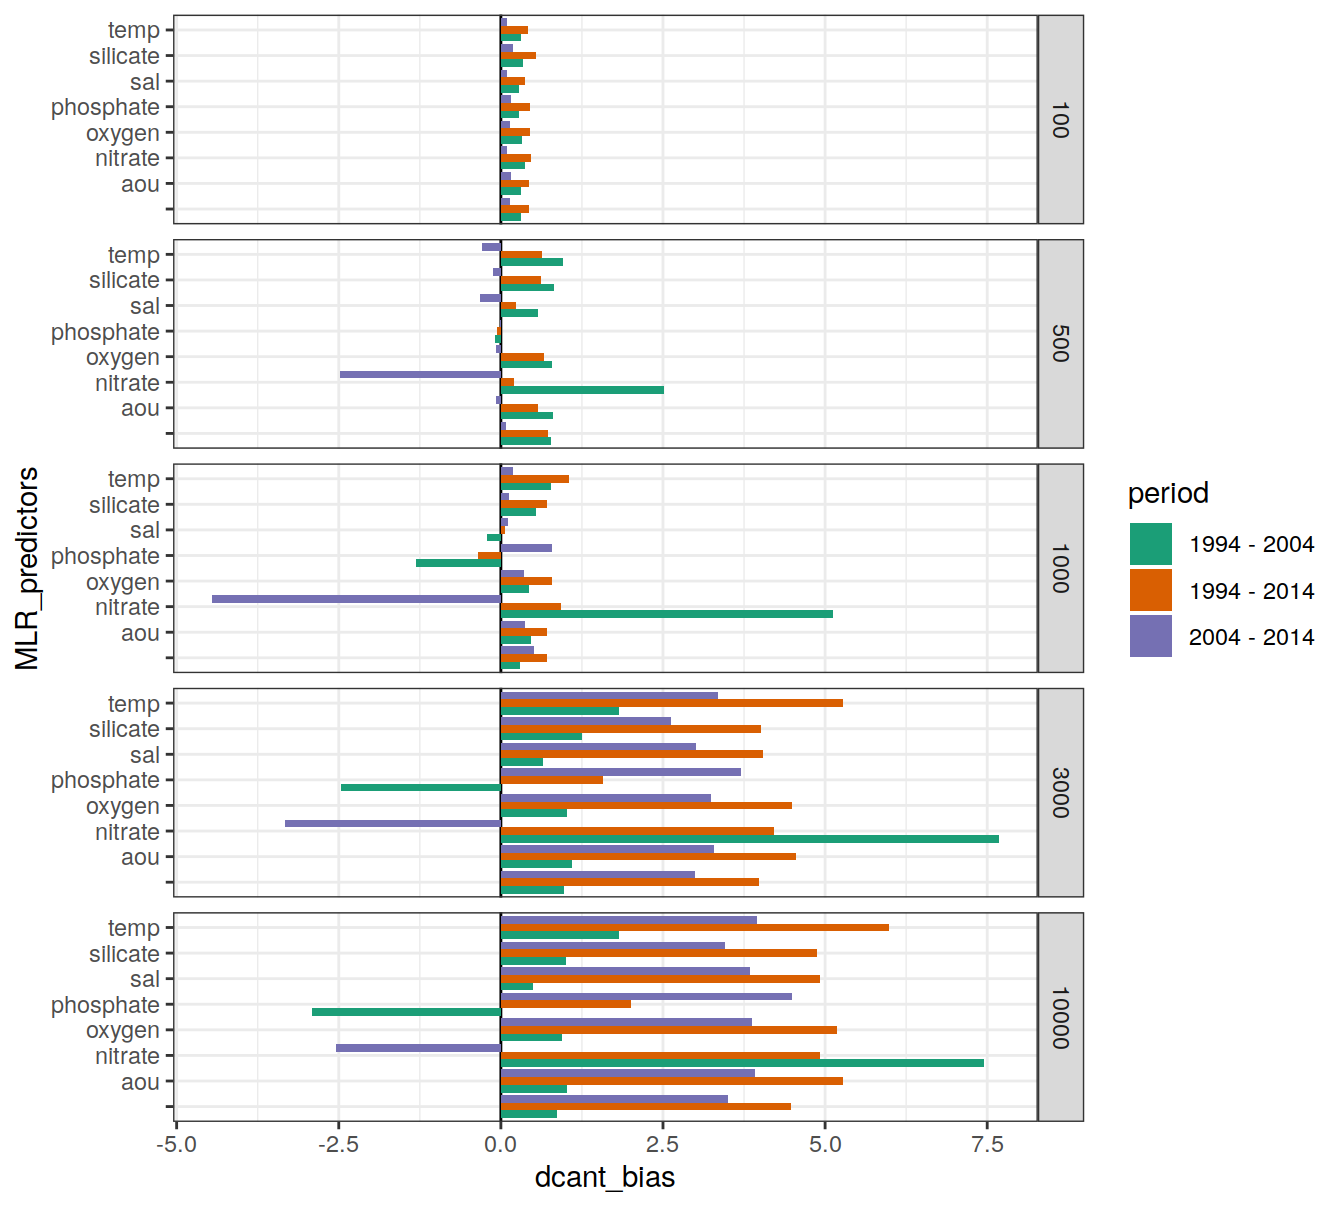 temp
silicate
sal
phosphate
oxygen
nitrate
aou
100
temp
silicate
sal
phosphate
oxygen
nitrate
aou
500
temp
silicate
sal
phosphate
oxygen
nitrate
aou
1000
temp
silicate
sal
phosphate
oxygen
nitrate
aou
3000
temp
silicate
sal
phosphate
oxygen
nitrate
aou
10000
-5.0 -2.5 0.0 2.5 5.0 7.5
dcant_bias
MLR_predictors
period
1994 - 2004
1994 - 2014
2004 - 2014